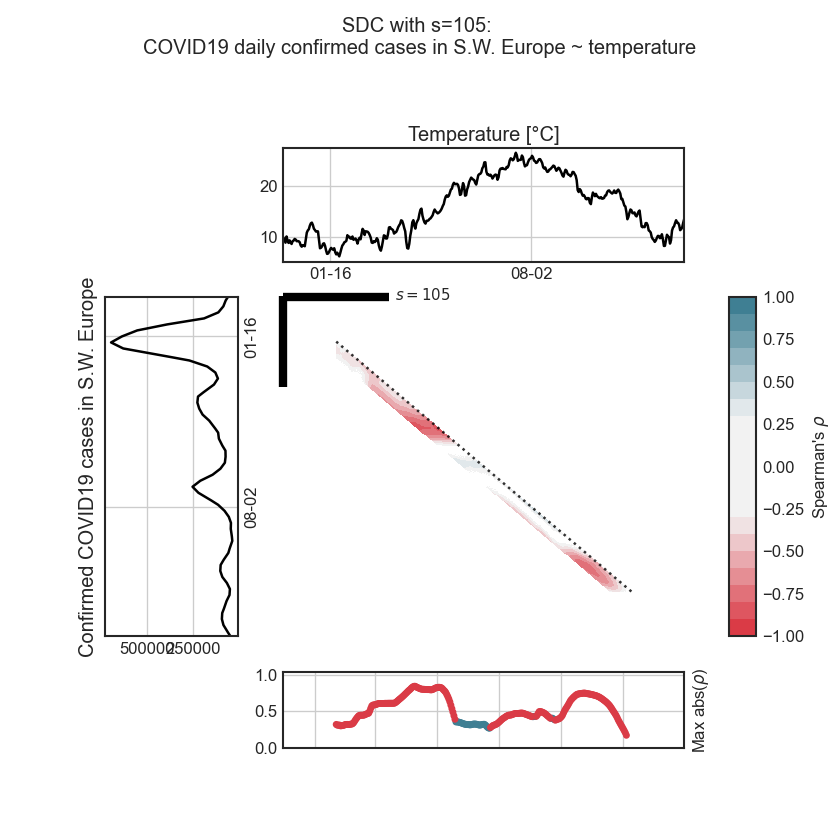 SDC with s=105:
COVID19 daily confirmed cases in S.W. Europe ~ temperature
Temperature [°C]
20
10
01-16
08-02
s = 105
Confirmed COVID19 cases in S.W. Europe
01-16
08-02
500000
250000
1.00
0.75
0.50
0.25
0.00
−0.25
−0.50
−0.75
−1.00
Spearman's ρ
1.0
0.5
0.0
Max abs(ρ)